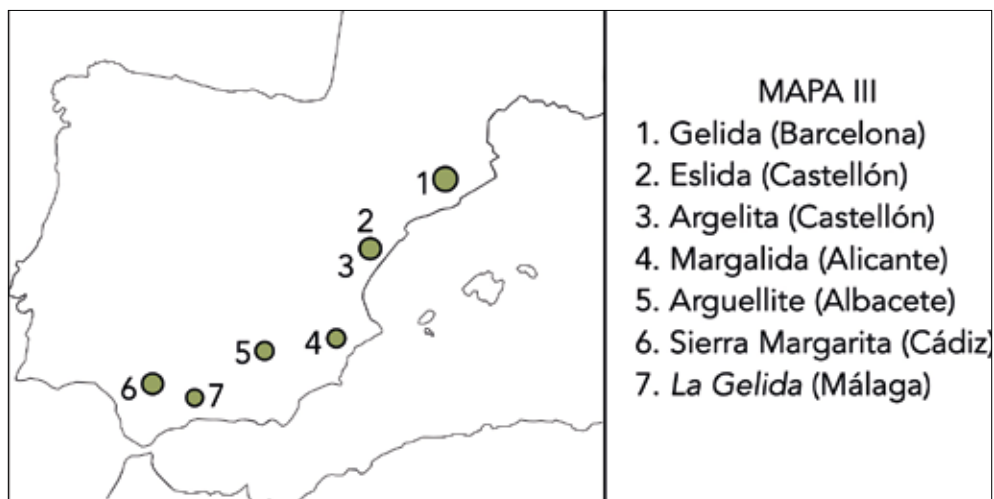 MAPA III
1. Gelida (Barcelona)
2. Eslida (Castellón)
3. Argelita (Castellón)
4. Margalida (Alicante)
5. Arguellite (Albacete)
6. Sierra Margarita (Cádiz)
7. La Gelida (Málaga)
1
2
3
4
5
6
7